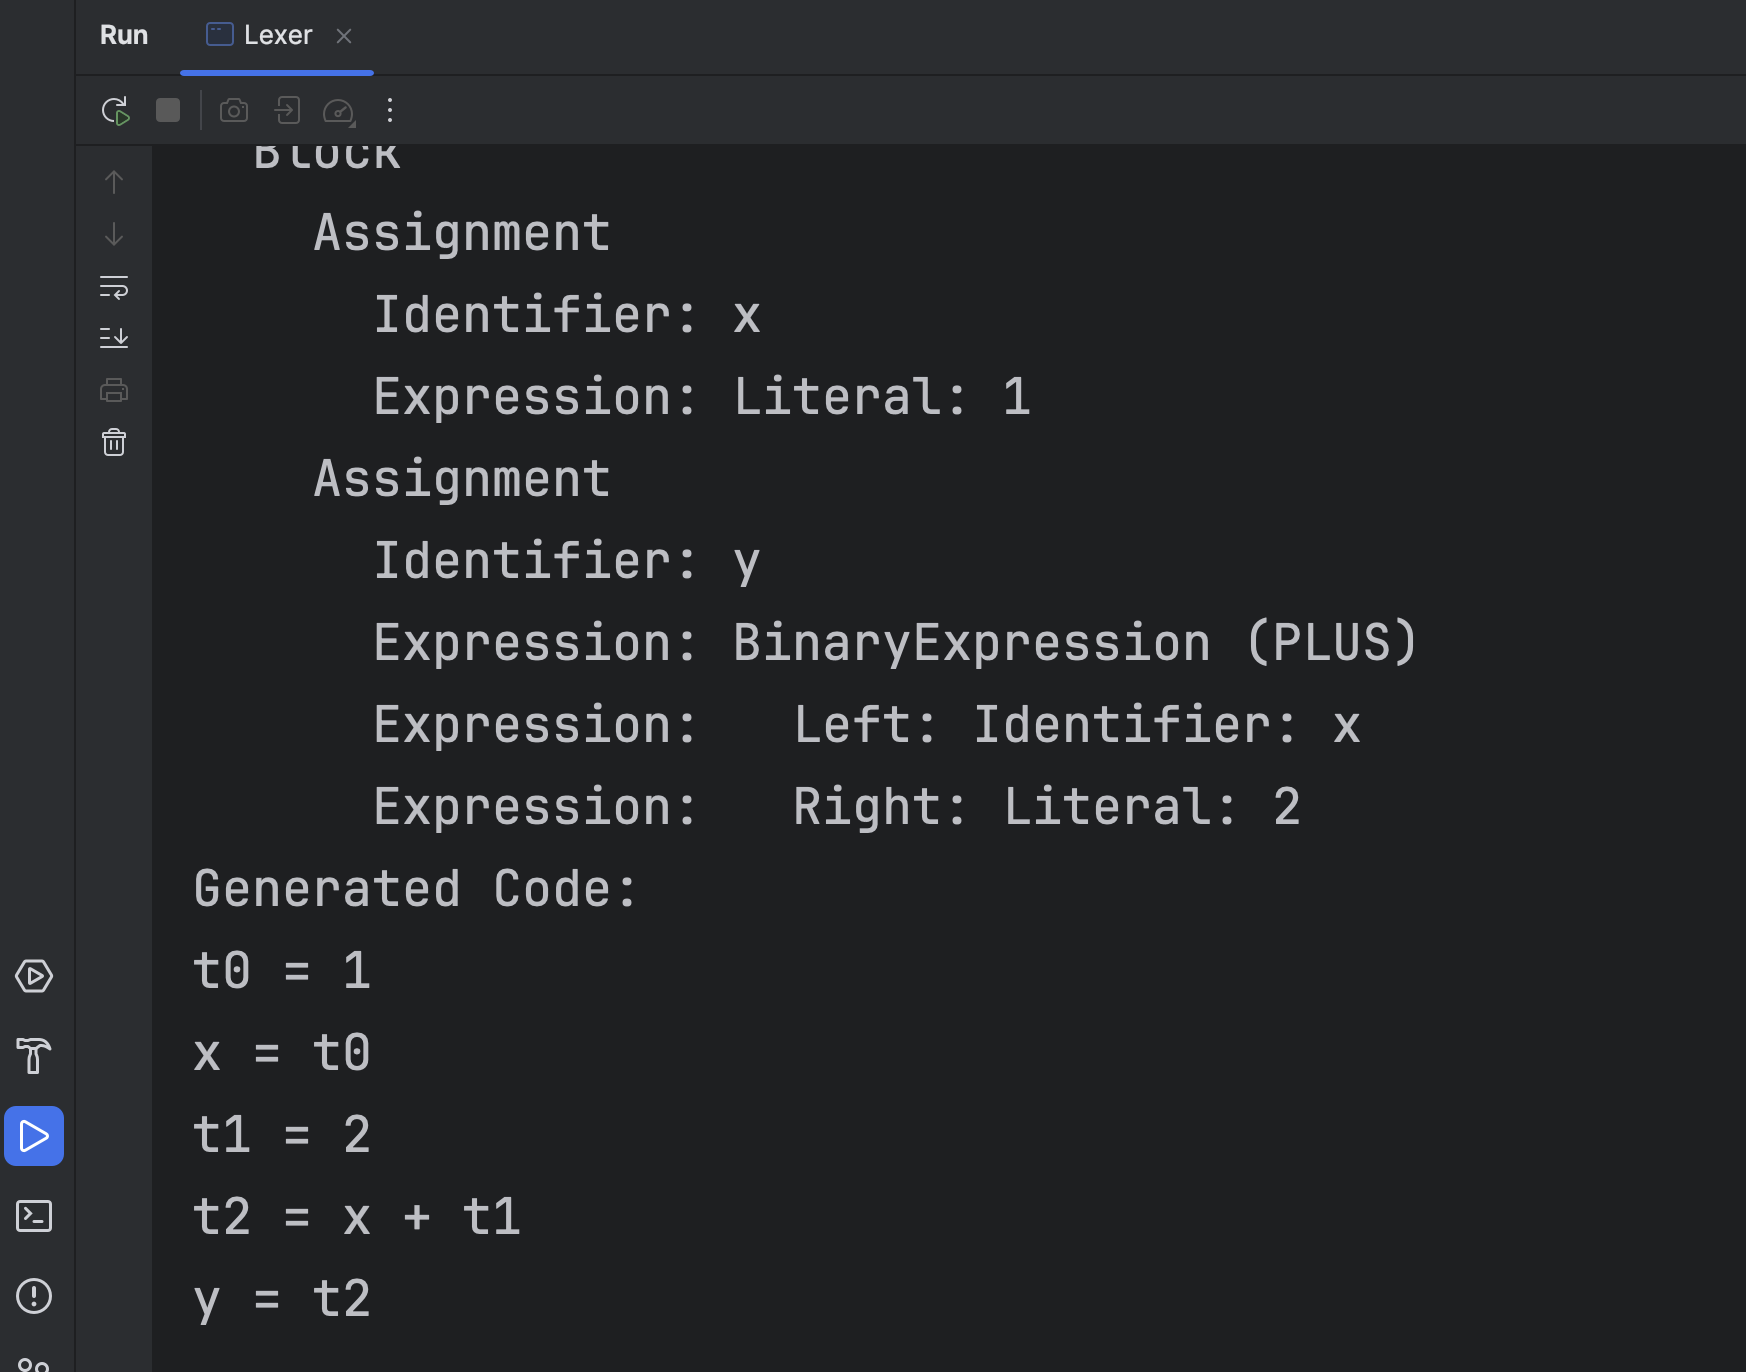 Run Lexer
Block
Assignment
Identifier: x
Expression: Literal: 1
Assignment
Identifier: y
Expression: BinaryExpression (PLUS)
Expression:   Left: Identifier: x
Expression:   Right: Literal: 2
Generated Code:
t0 = 1
x = t0
t1 = 2
t2 = x + t1
y = t2